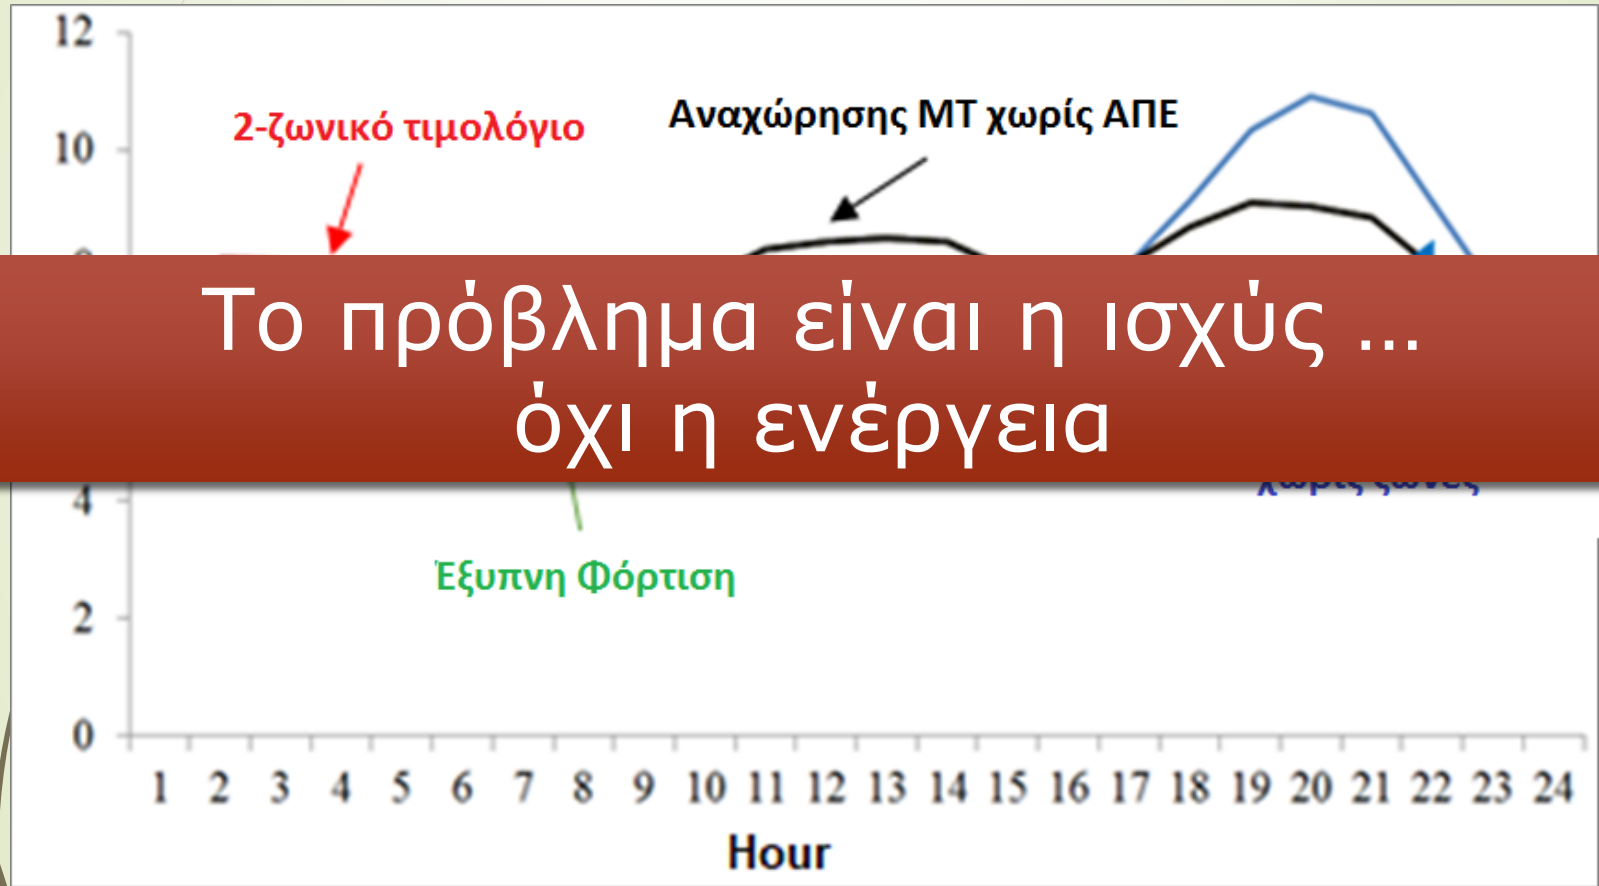 12
2-ζωνικό τιμολόγιο
Αναχώρησης ΜΤ χωρίς ΑΠΕ
10
Το πρόβλημα είναι η ισχύς ...
όχι η ενέργεια
χωρίς ζώνες
4
Έξυπνη Φόρτιση
2
0
1 2 3 4 5 6 7 8 9 10 11 12 13 14 15 16 17 18 19 20 21 22 23 24
Hour